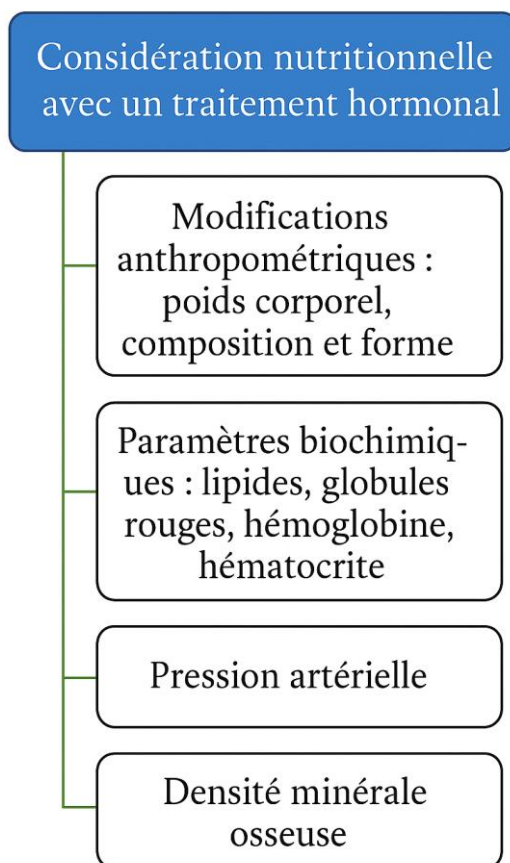 Considération nutritionnelle
avec un traitement hormonal
Modifications
anthropométriques :
poids corporel,
composition et forme
Paramètres biochimiq-
ues : lipides, globules
rouges, hémoglobine,
hématocrite
Pression artérielle
Densité minérale
osseuse